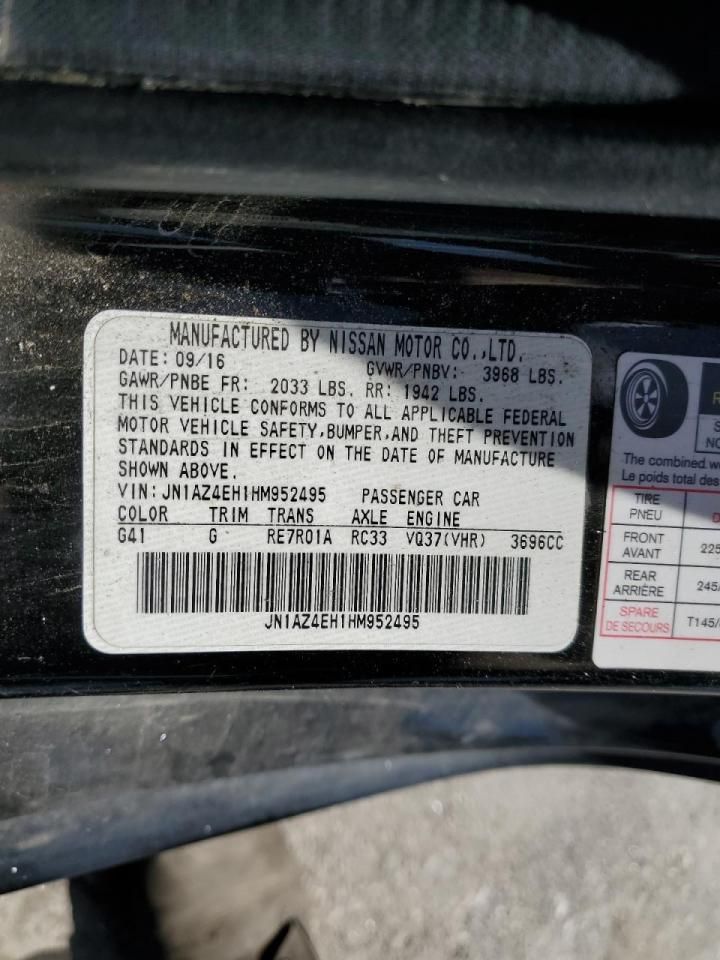 MANUFACTURED BY NISSAN MOTOR CO.,LTD.
DATE: 09/16 GVWR/PNBV: 3968 LBS.
GAWR/PNBE FR: 2033 LBS. RR: 1942 LBS.
THIS VEHICLE CONFORMS TO ALL APPLICABLE FEDERAL
MOTOR VEHICLE SAFETY,BUMPER,AND THEFT PREVENTION
STANDARDS IN EFFECT ON THE DATE OF MANUFACTURE
SHOWN ABOVE.
VIN:JN1AZ4EH1HM952495 PASSENGER CAR
COLOR TRIM TRANS AXLE ENGINE
G41 G RE7R01A RC33 VQ37(VHR) 3696CC
JN1AZ4EH1HM952495
The combined
Le poids total des
TIRE
PNEU
FRONT
AVANT
225
REAR
ARRIÈRE
245/
SPARE
DE SECOURS
T145/